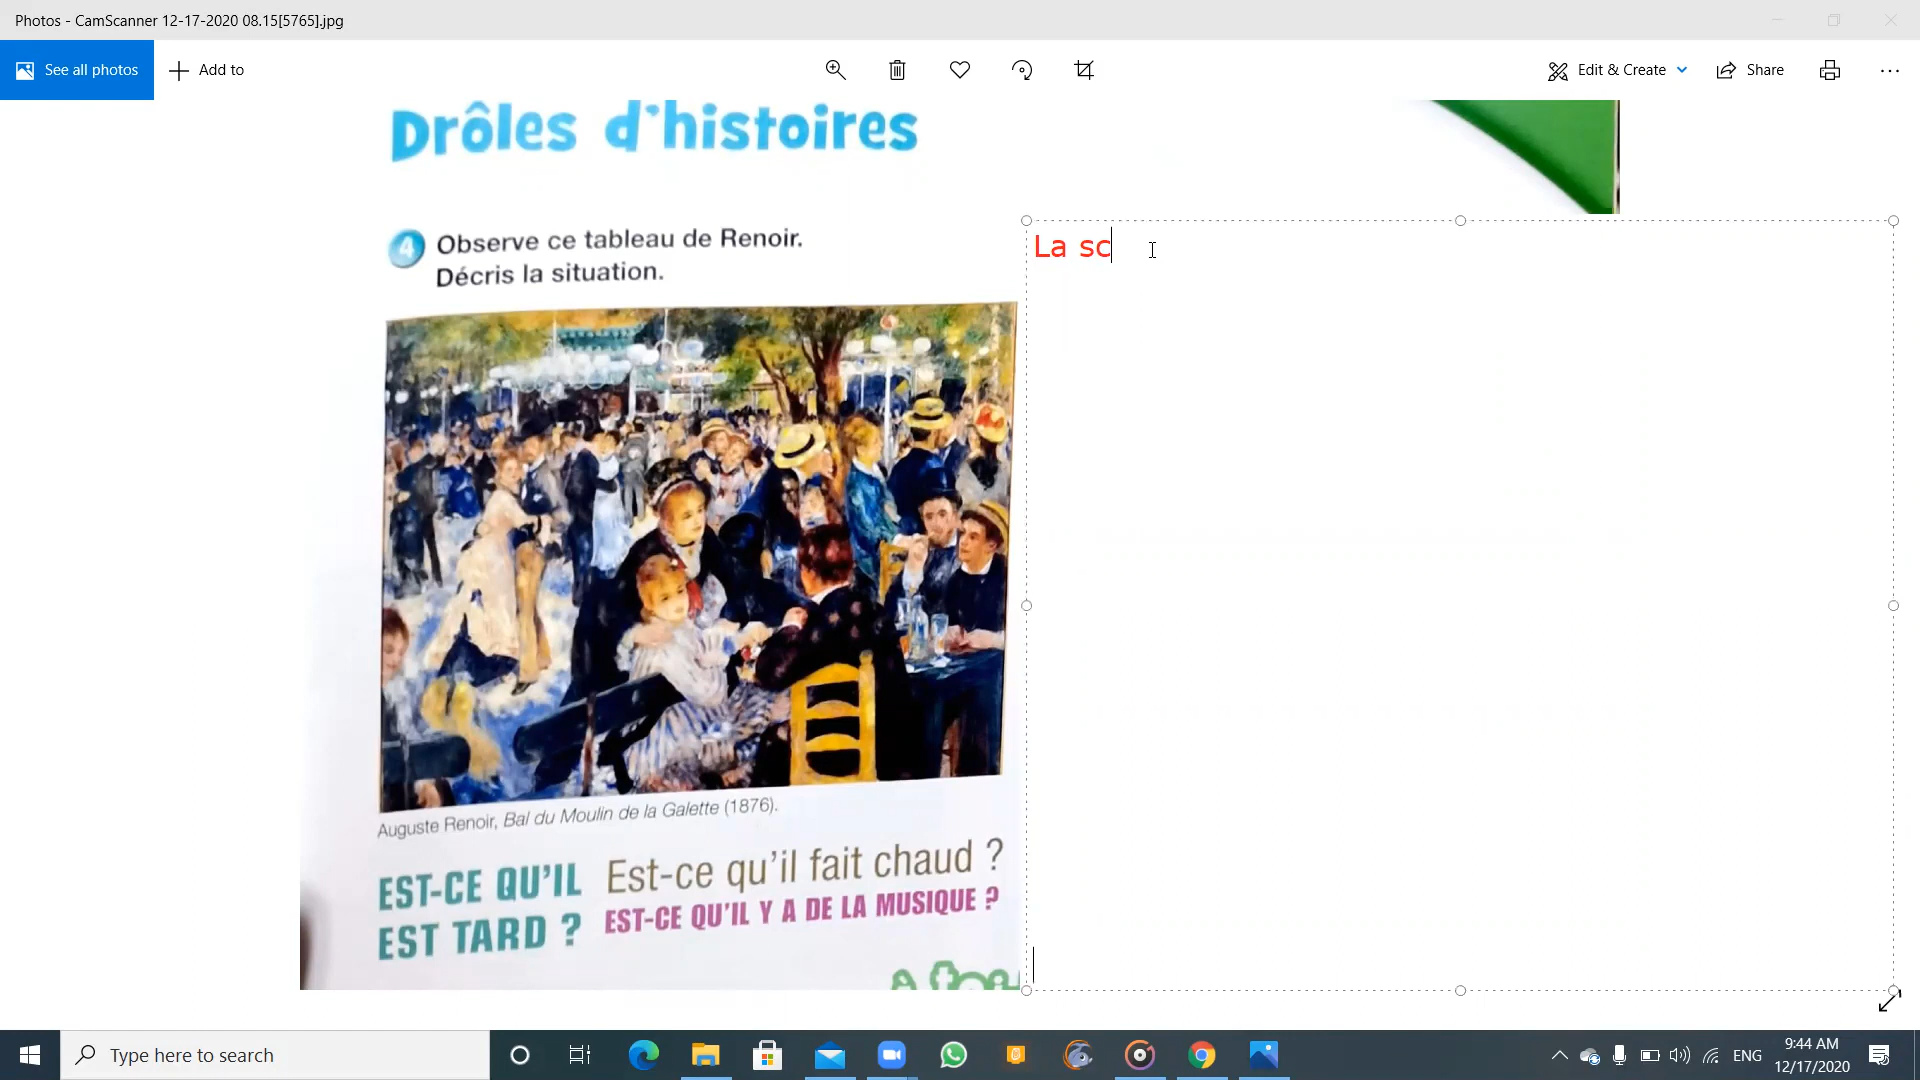 Photos - CamScanner 12-17-2020 08.15[5765].jpg
See all photos
Add to
Edit & Create
Share
Drôles d'histoires
4 Observe ce tableau de Renoir.
Décris la situation.
La sc
Auguste Renoir, Bal du Moulin de la Galette (1876).
EST-CE QU'IL
EST TARD ?
Est-ce qu'il fait chaud ?
EST-CE QU'IL Y A DE LA MUSIQUE ?
Type here to search
ENG
9:44 AM
12/17/2020